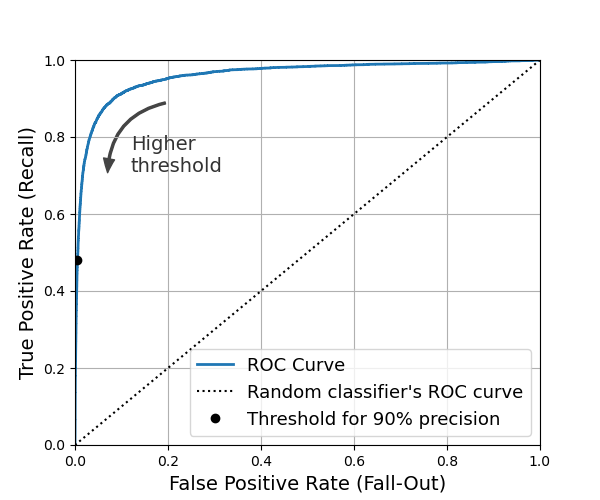 1.0
0.8
0.6
0.4
0.2
0.0
True Positive Rate (Recall)
Higher
threshold
ROC Curve
Random classifier's ROC curve
Threshold for 90% precision
0.0 0.2 0.4 0.6 0.8 1.0
False Positive Rate (Fall-Out)